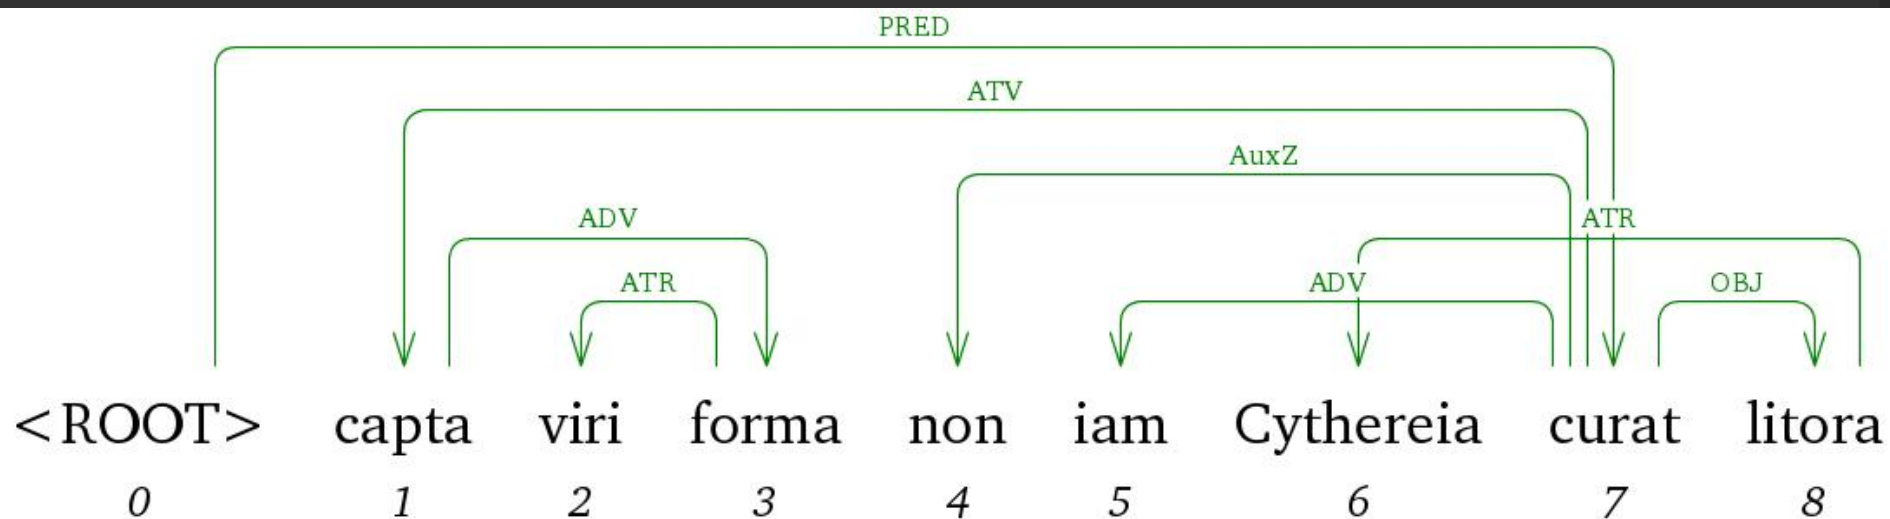 PRED
ATV
AuxZ
ADV ATR
ATR ADV OBJ
<ROOT> capta viri forma non iam Cythereia curat litora
0 1 2 3 4 5 6 7 8